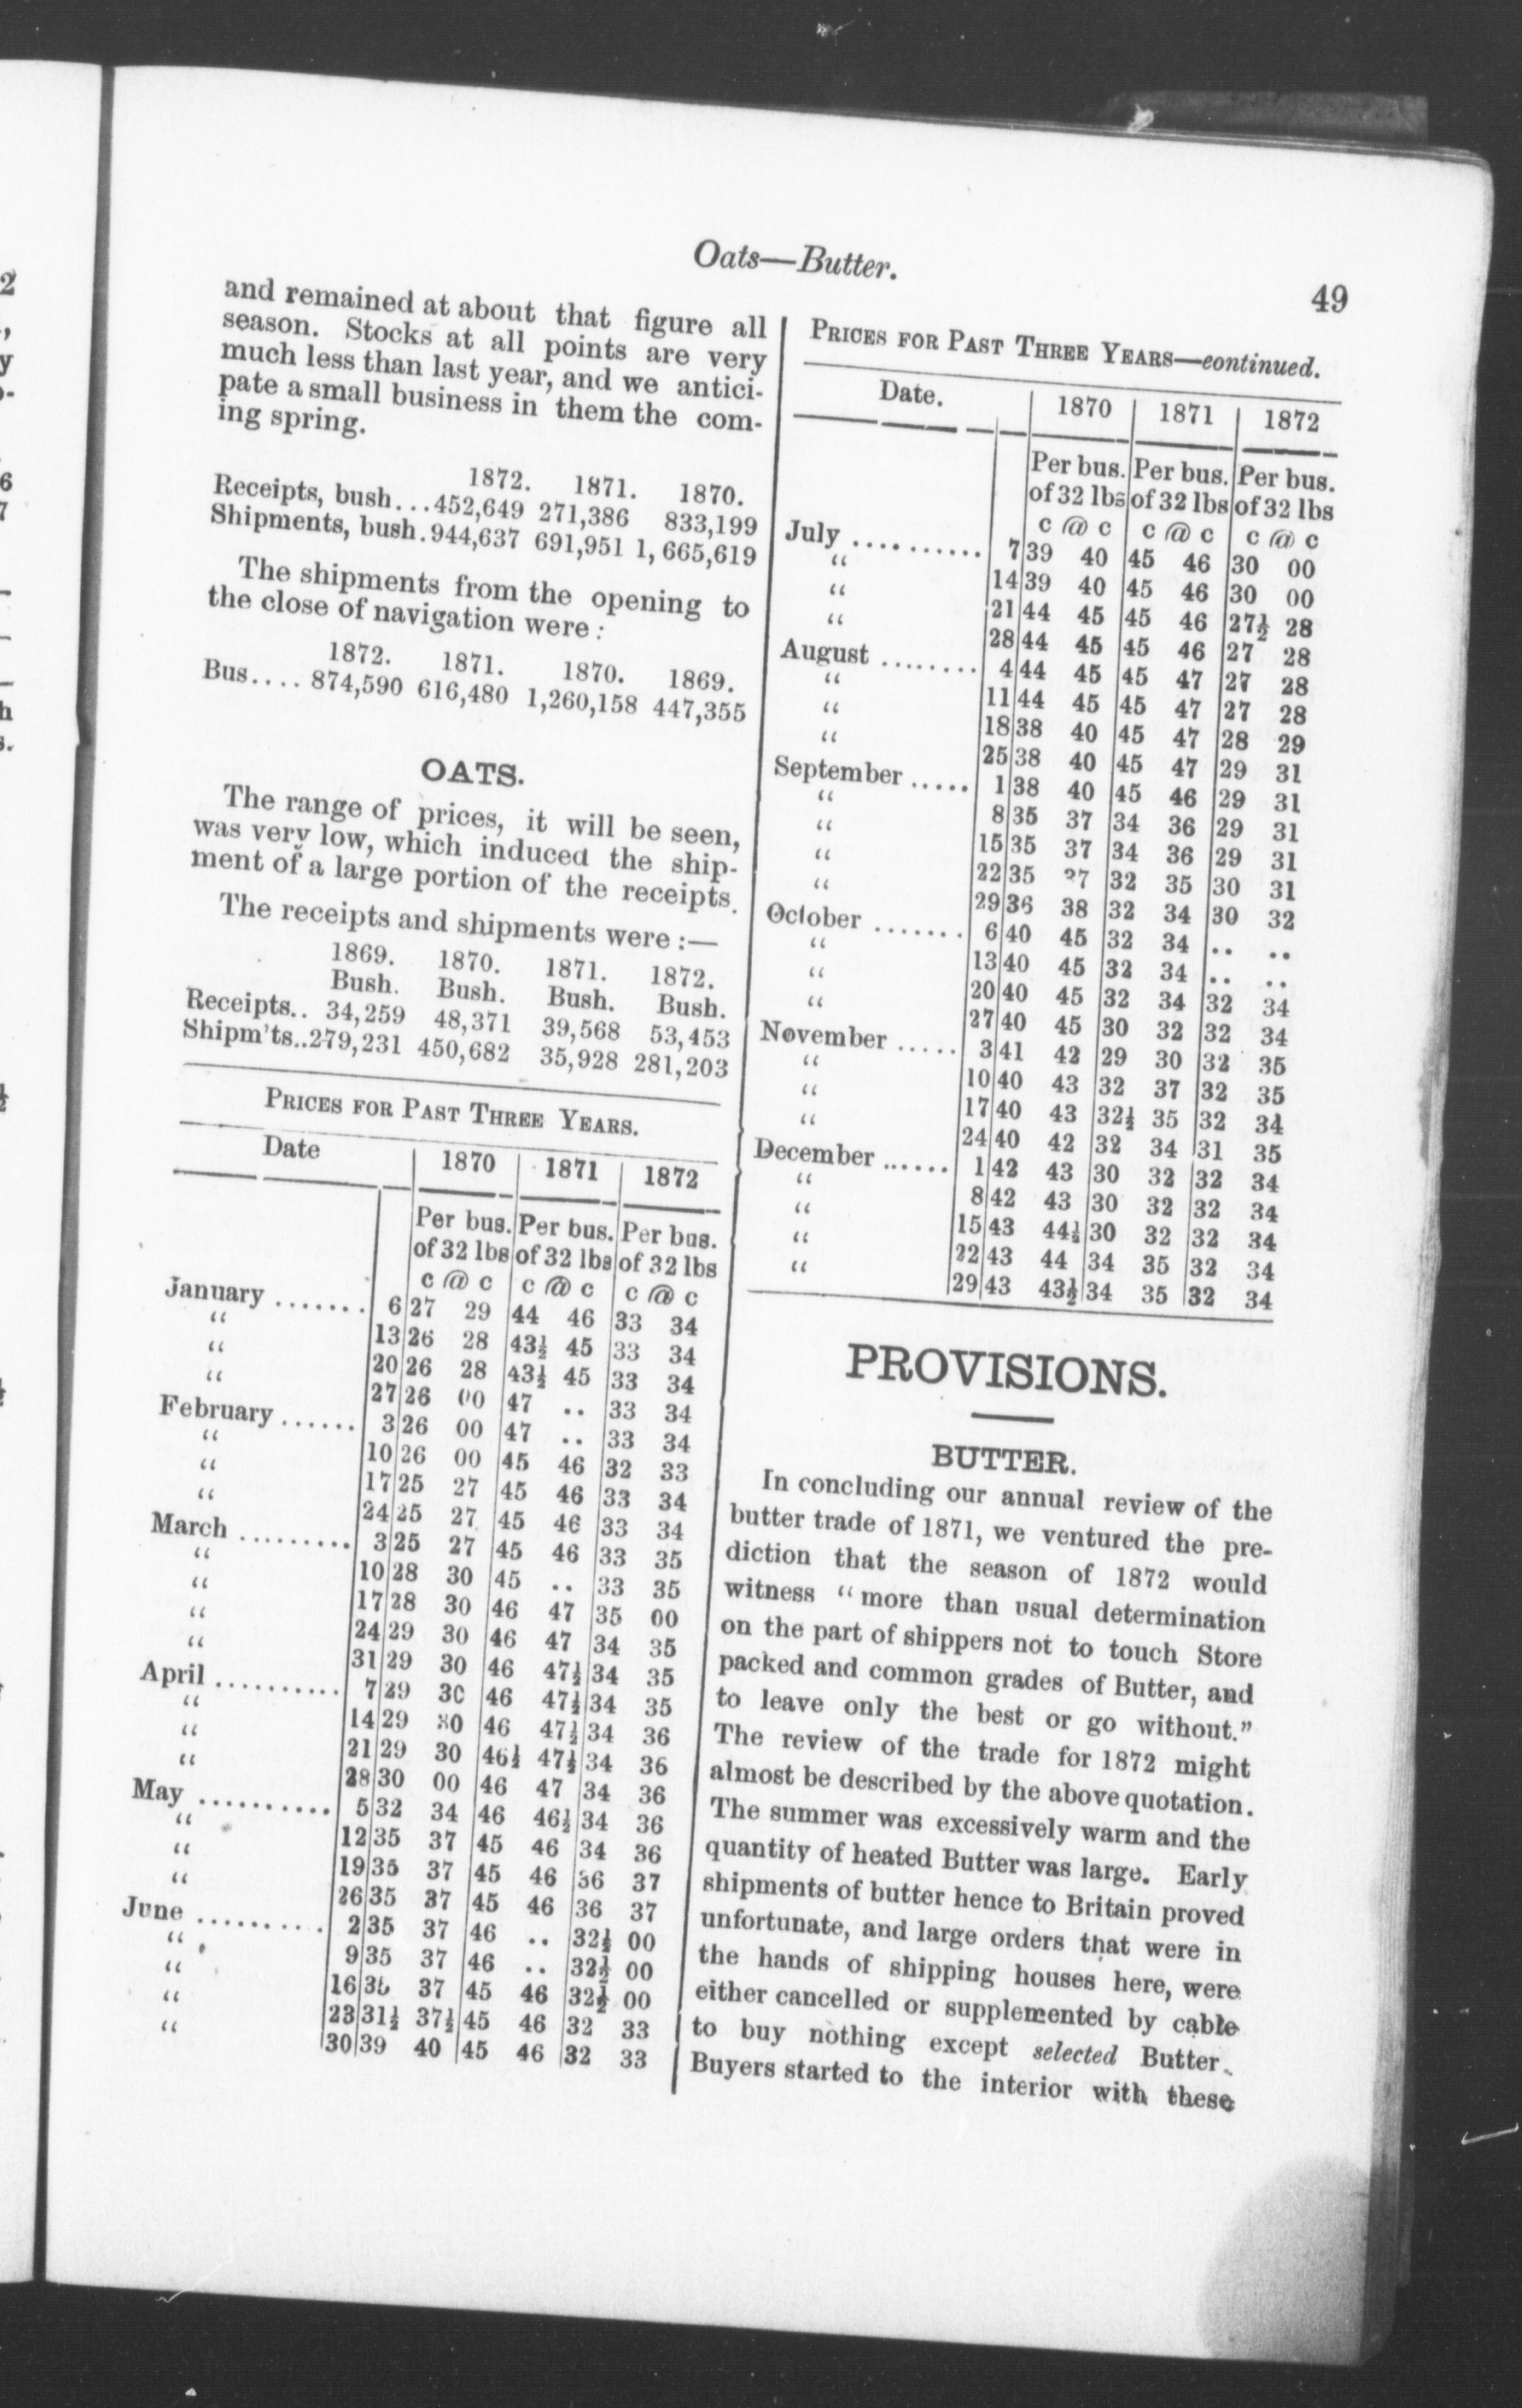 Oats—Butter.
49
and remained at about that figure all
season. Stocks at all points are very
much less than last year, and we antici-
pate a small business in them the com-
ing spring.
1872. 1871. 1870.
Receipts, bush...452,649 271,386 833,199
Shipments, bush.944,637 691,951 1,665,619
The shipments from the opening to
the close of navigation were :
1872. 1871. 1870. 1869.
Bus.... 874,590 616,480 1,260,158 447,355
OATS.
The range of prices, it will be seen,
was very low, which induced the ship-
ment of a large portion of the receipts.
The receipts and shipments were :—
1869. 1870. 1871. 1872.
Bush. Bush. Bush. Bush.
Receipts.. 34,259 48,371 39,568 53,453
Shipm'ts..279,231 450,682 35,928 281,203
PRICES FOR PAST THREE YEARS.
Date 1870 1871 1872
Per bus. Per bus. Per bus.
of 32 lbs of 32 lbs of 32 lbs
c @ c c @ c c @ c
January ....... 6 27 29 44 46 33 34
“ 13 26 28 43½ 45 33 34
“ 20 26 28 43½ 45 33 34
“ 27 26 00 47 .. 33 34
February ...... 3 26 00 47 .. 33 34
“ 10 26 00 45 46 32 33
“ 17 25 27 45 46 33 34
“ 24 25 27 45 46 33 34
March ......... 3 25 27 45 46 33 35
“ 10 28 30 45 .. 33 35
“ 17 28 30 46 47 35 00
“ 24 29 30 46 47 34 35
“ 31 29 30 46 47½ 34 35
April .......... 7 29 30 46 47½ 34 35
“ 14 29 30 46 47½ 34 36
“ 21 29 30 46½ 47½ 34 36
“ 28 30 00 46 47 34 36
May .......... 5 32 34 46 46½ 34 36
“ 12 35 37 45 46 34 36
“ 19 35 37 45 46 36 37
“ 26 35 37 45 46 36 37
June .......... 2 35 37 46 .. 32½ 00
“ 9 35 37 46 .. 32½ 00
“ 16 35 37 45 46 32½ 00
“ 23 31½ 37½ 45 46 32 33
“ 30 39 40 45 46 32 33
PRICES FOR PAST THREE YEARS—continued.
Date. 1870 1871 1872
Per bus. Per bus. Per bus.
of 32 lbs of 32 lbs of 32 lbs
c @ c c @ c c @ c
July .......... 7 39 40 45 46 30 00
“ 14 39 40 45 46 30 00
“ 21 44 45 45 46 27½ 28
“ 28 44 45 45 46 27 28
August ........ 4 44 45 45 47 27 28
“ 11 44 45 45 47 27 28
“ 18 38 40 45 47 28 29
“ 25 38 40 45 47 29 31
September ..... 1 38 40 45 46 29 31
“ 8 35 37 34 36 29 31
“ 15 35 37 34 36 29 31
“ 22 35 37 32 35 30 31
“ 29 36 38 32 34 30 32
October ....... 6 40 45 32 34 .. ..
“ 13 40 45 32 34 .. ..
“ 20 40 45 32 34 32 34
“ 27 40 45 30 32 32 34
November ..... 3 41 42 29 30 32 35
“ 10 40 43 32 37 32 35
“ 17 40 43 32½ 35 32 34
“ 24 40 42 32 34 31 35
December ...... 1 42 43 30 32 32 34
“ 8 42 43 30 32 32 34
“ 15 43 44½ 30 32 32 34
“ 22 43 44 34 35 32 34
“ 29 43 43½ 34 35 32 34
PROVISIONS.
BUTTER.
In concluding our annual review of the
butter trade of 1871, we ventured the pre-
diction that the season of 1872 would
witness “more than usual determination
on the part of shippers not to touch Store
packed and common grades of Butter, and
to leave only the best or go without.”
The review of the trade for 1872 might
almost be described by the above quotation.
The summer was excessively warm and the
quantity of heated Butter was large. Early
shipments of butter hence to Britain proved
unfortunate, and large orders that were in
the hands of shipping houses here, were
either cancelled or supplemented by cable
to buy nothing except selected Butter.
Buyers started to the interior with these